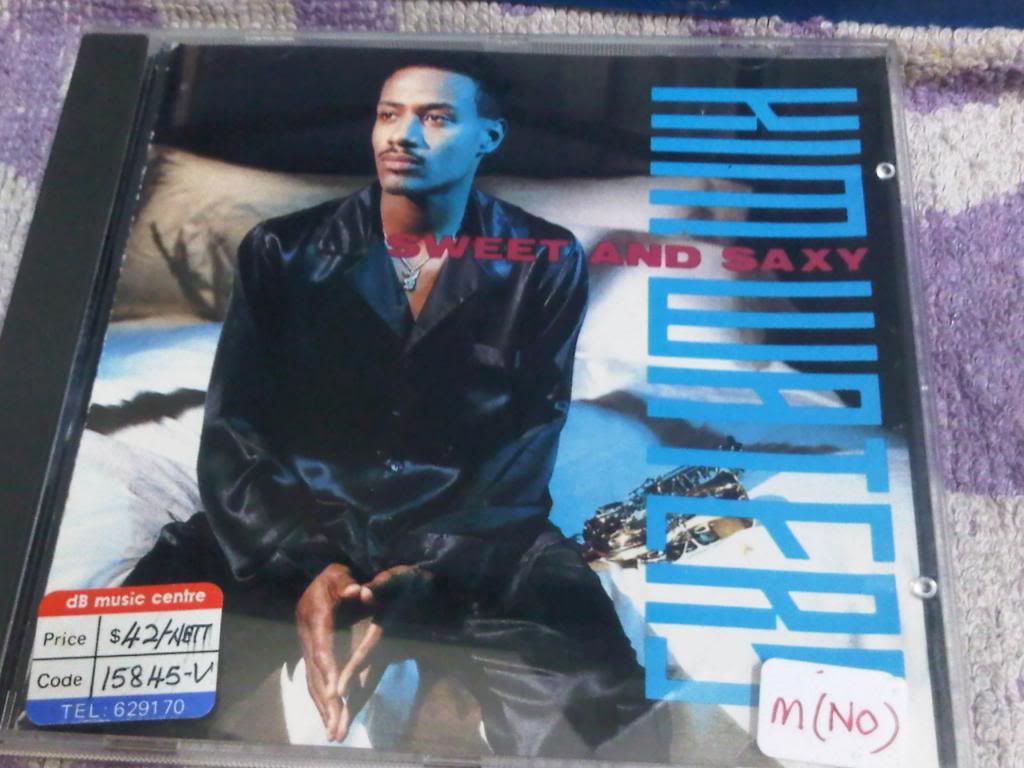 KIM WATERS
SWEET AND SAXY
dB music centre
Price $42/NETT
Code 15845-V
TEL: 629170
M(NO)